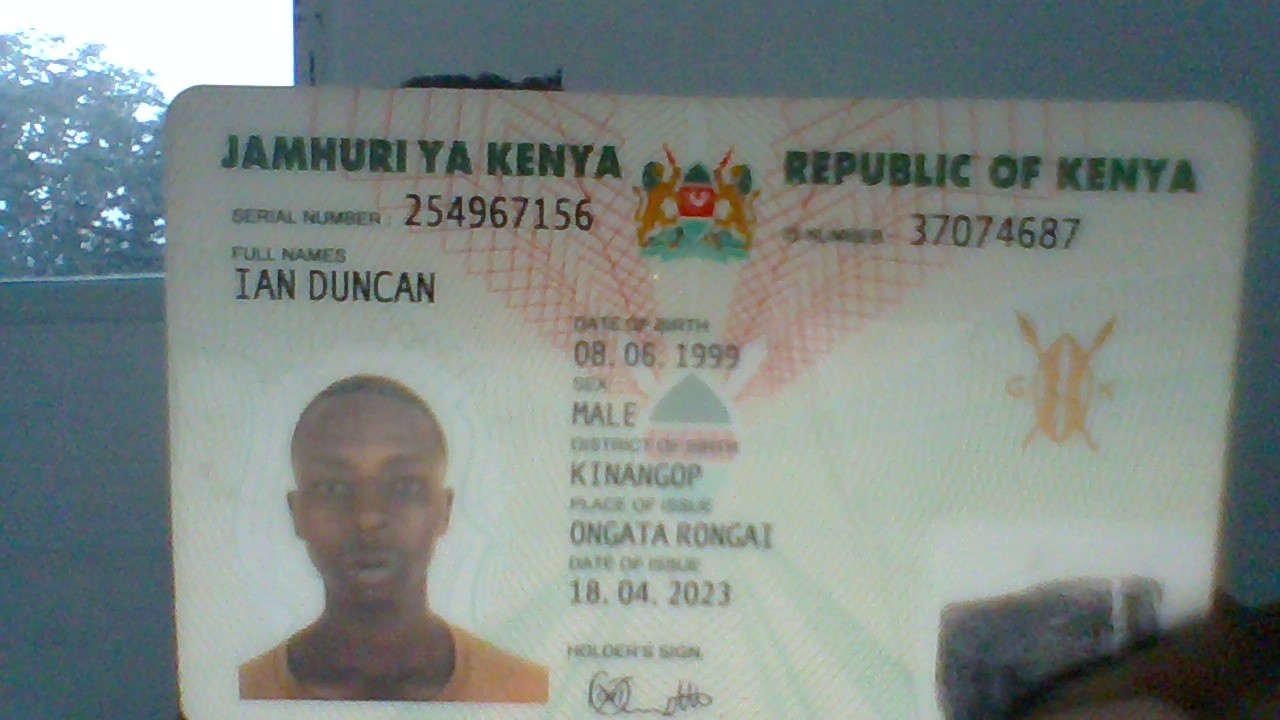 JAMHURI YA KENYA
REPUBLIC OF KENYA
SERIAL NUMBER 254967156
ID NUMBER 37074687
FULL NAMES
IAN DUNCAN
DATE OF BIRTH
08. 06. 1999
SEX
MALE
DISTRICT OF BIRTH
KINANGOP
PLACE OF ISSUE
ONGATA RONGAI
DATE OF ISSUE
18. 04. 2023
HOLDER'S SIGN.
G K